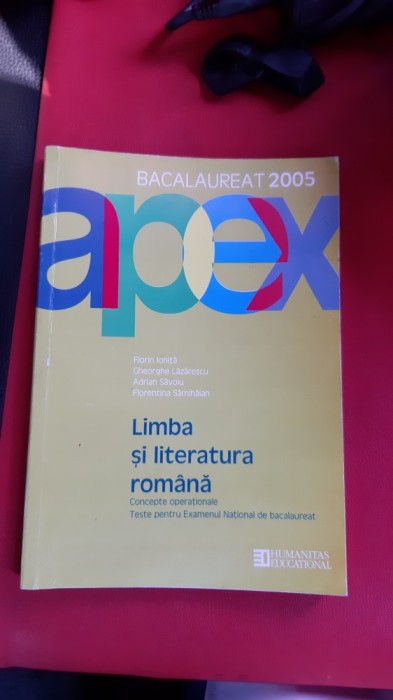 BACALAUREAT 2005
apex
Florin Ioniță
Gheorghe Lăzărescu
Adrian Săvoiu
Florentina Sâmihăian
Limba
și literatura
română
Concepte operaționale
Teste pentru Examenul Național de bacalaureat
HUMANITAS
EDUCATIONAL